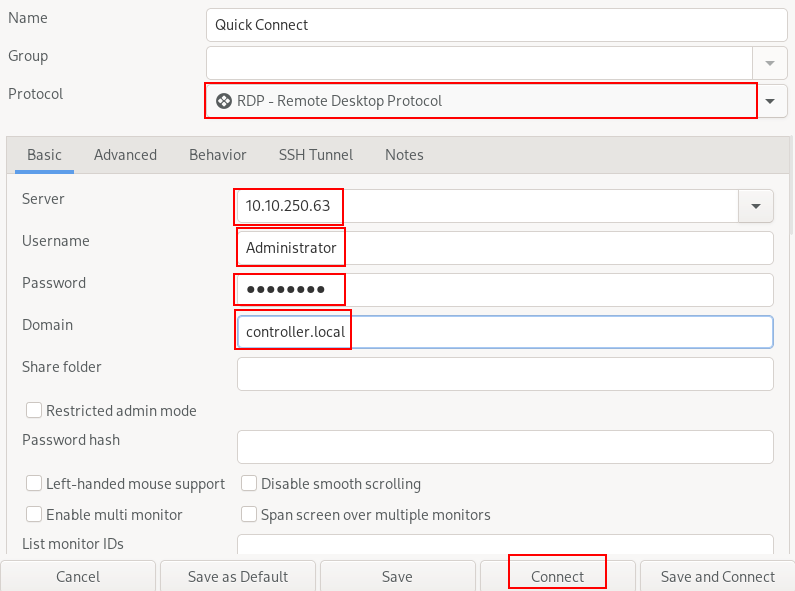 Name
Quick Connect
Group
Protocol
RDP - Remote Desktop Protocol
Basic Advanced Behavior SSH Tunnel Notes
Server
10.10.250.63
Username
Administrator
Password
●●●●●●●●
Domain
controller.local
Share folder
Restricted admin mode
Password hash
Left-handed mouse support Disable smooth scrolling
Enable multi monitor Span screen over multiple monitors
List monitor IDs
Cancel Save as Default Save Connect Save and Connect